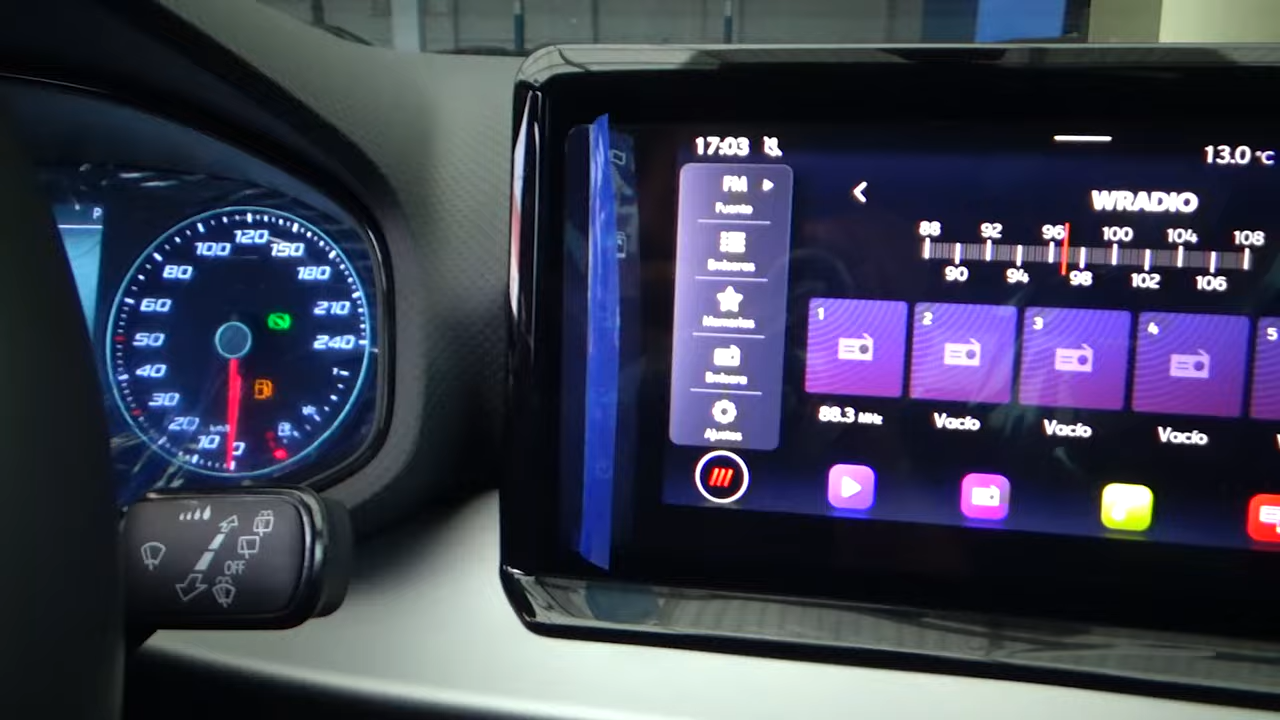 P
120
100
150
80
180
60
210
50
240
40
30
20
km/h
10
0
OFF
17:03
13.0 °C
FM
Fuente
Emisoras
Memorias
Emisora
Ajustes
WRADIO
88 92 96 100 104 108
90 94 98 102 106
1 2 3 4 5
88.3 MHz Vacío Vacío Vacío